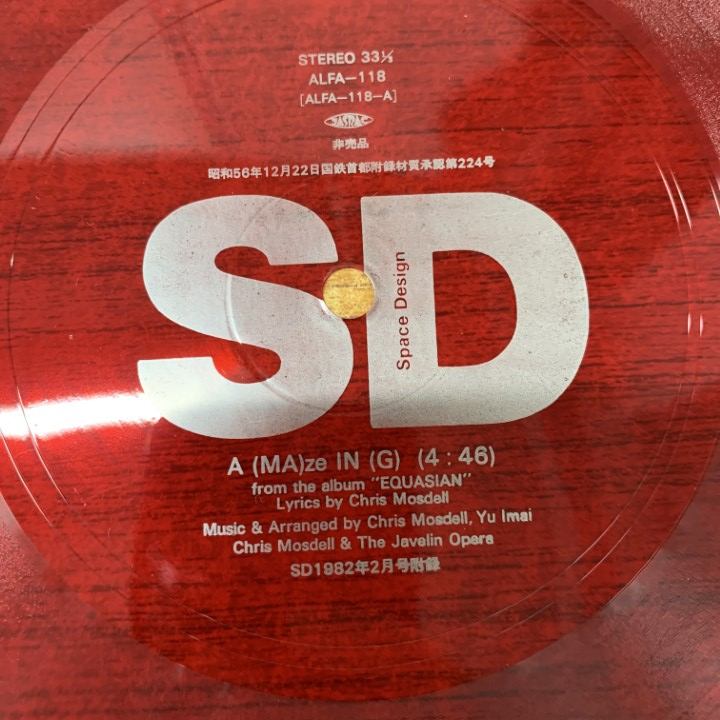 STEREO 33⅓
ALFA-118
[ALFA-118-A]
JASRAC
非売品
昭和56年12月22日国鉄首都附録材質承認第224号
SD
Space Design
A (MA)ze IN (G) (4:46)
from the album "EQUASIAN"
Lyrics by Chris Mosdell
Music & Arranged by Chris Mosdell, Yu Imai
Chris Mosdell & The Javelin Opera
SD1982年2月号附録